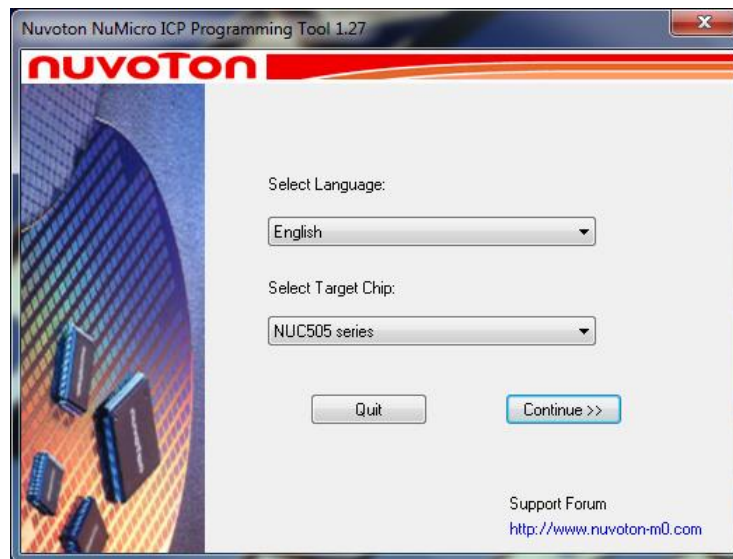 Nuvoton NuMicro ICP Programming Tool 1.27
nuvoTon
Select Language:
English
Select Target Chip:
NUC505 series
Quit
Continue >>
Support Forum
http://www.nuvoton-m0.com